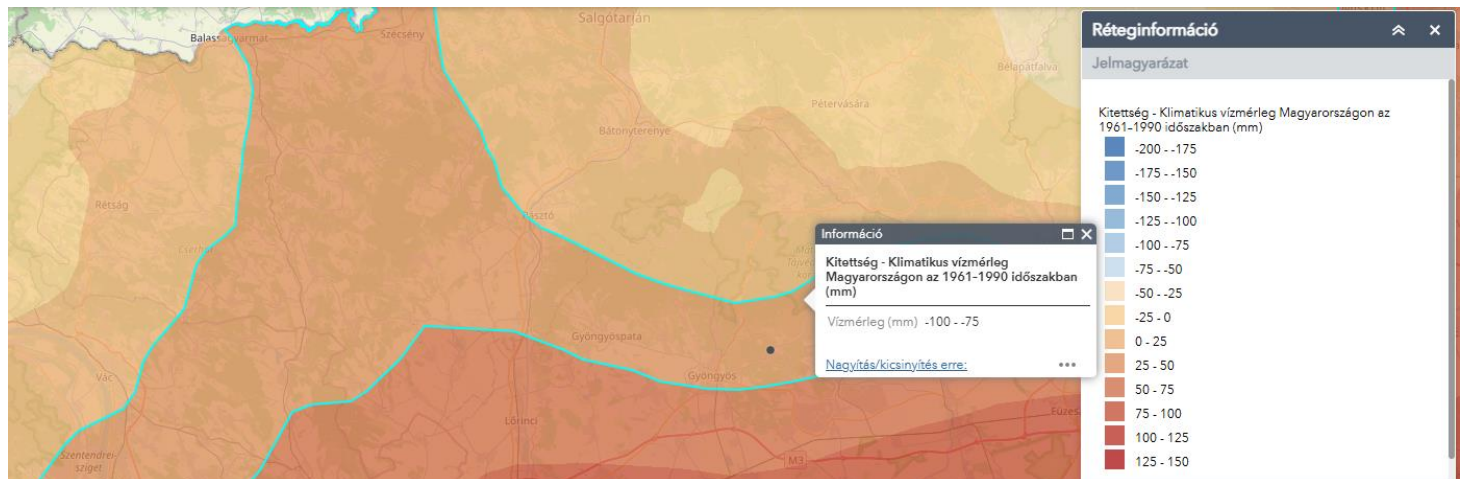 Salgótarján
Balassagyarmat
Szécsény
Bélapátfalva
Pétervására
Bátonyterenye
Rétság
Pásztó
Cserhát
Gyöngyöspata
Vác
Gyöngyös
Lőrinci
Füzes
Szentendrei-
sziget
M3
Információ
Kitettség - Klimatikus vízmérleg
Magyarországon az 1961-1990 időszakban
(mm)
Vízmérleg (mm) -100 - -75
Nagyítás/kicsinyítés erre:
Réteginformáció
Jelmagyarázat
Kitettség - Klimatikus vízmérleg Magyarországon az
1961-1990 időszakban (mm)
-200 - -175
-175 - -150
-150 - -125
-125 - -100
-100 - -75
-75 - -50
-50 - -25
-25 - 0
0 - 25
25 - 50
50 - 75
75 - 100
100 - 125
125 - 150